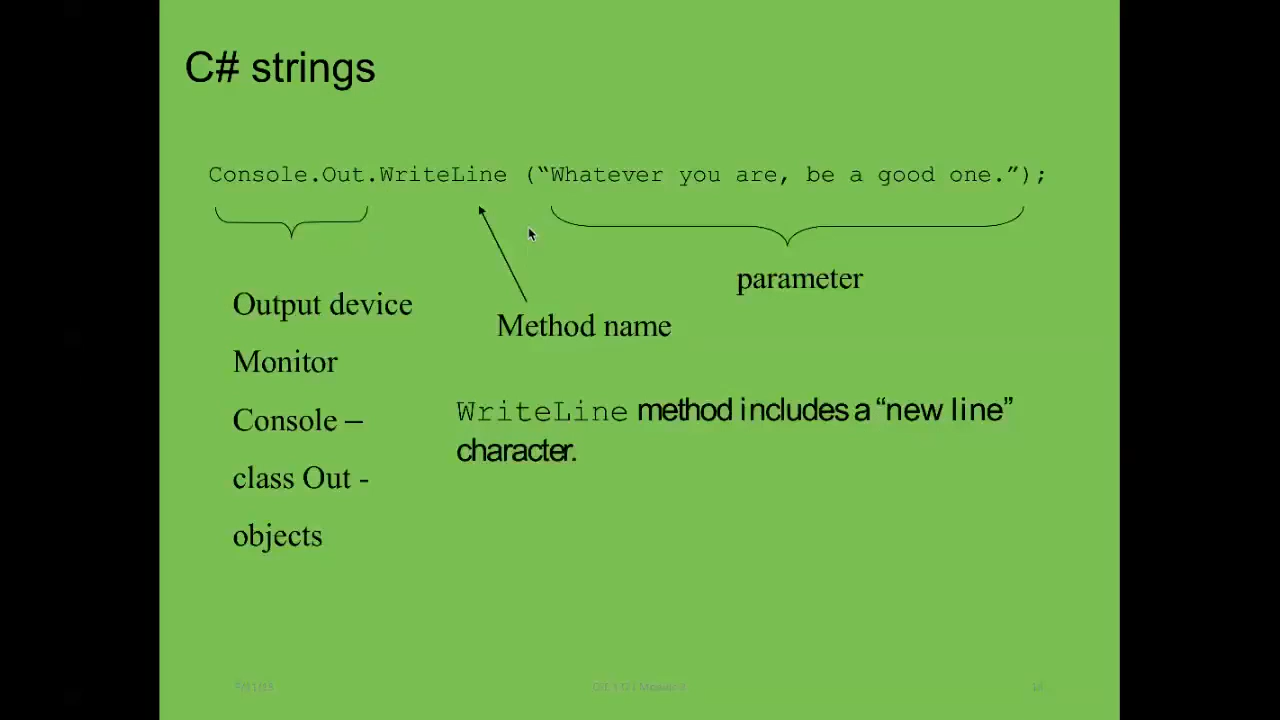 C# strings
Console.Out.WriteLine (“Whatever you are, be a good one.”);
parameter
Output device
Method name
Monitor
Console –
WriteLine method includes a “new line”
character.
class Out -
objects